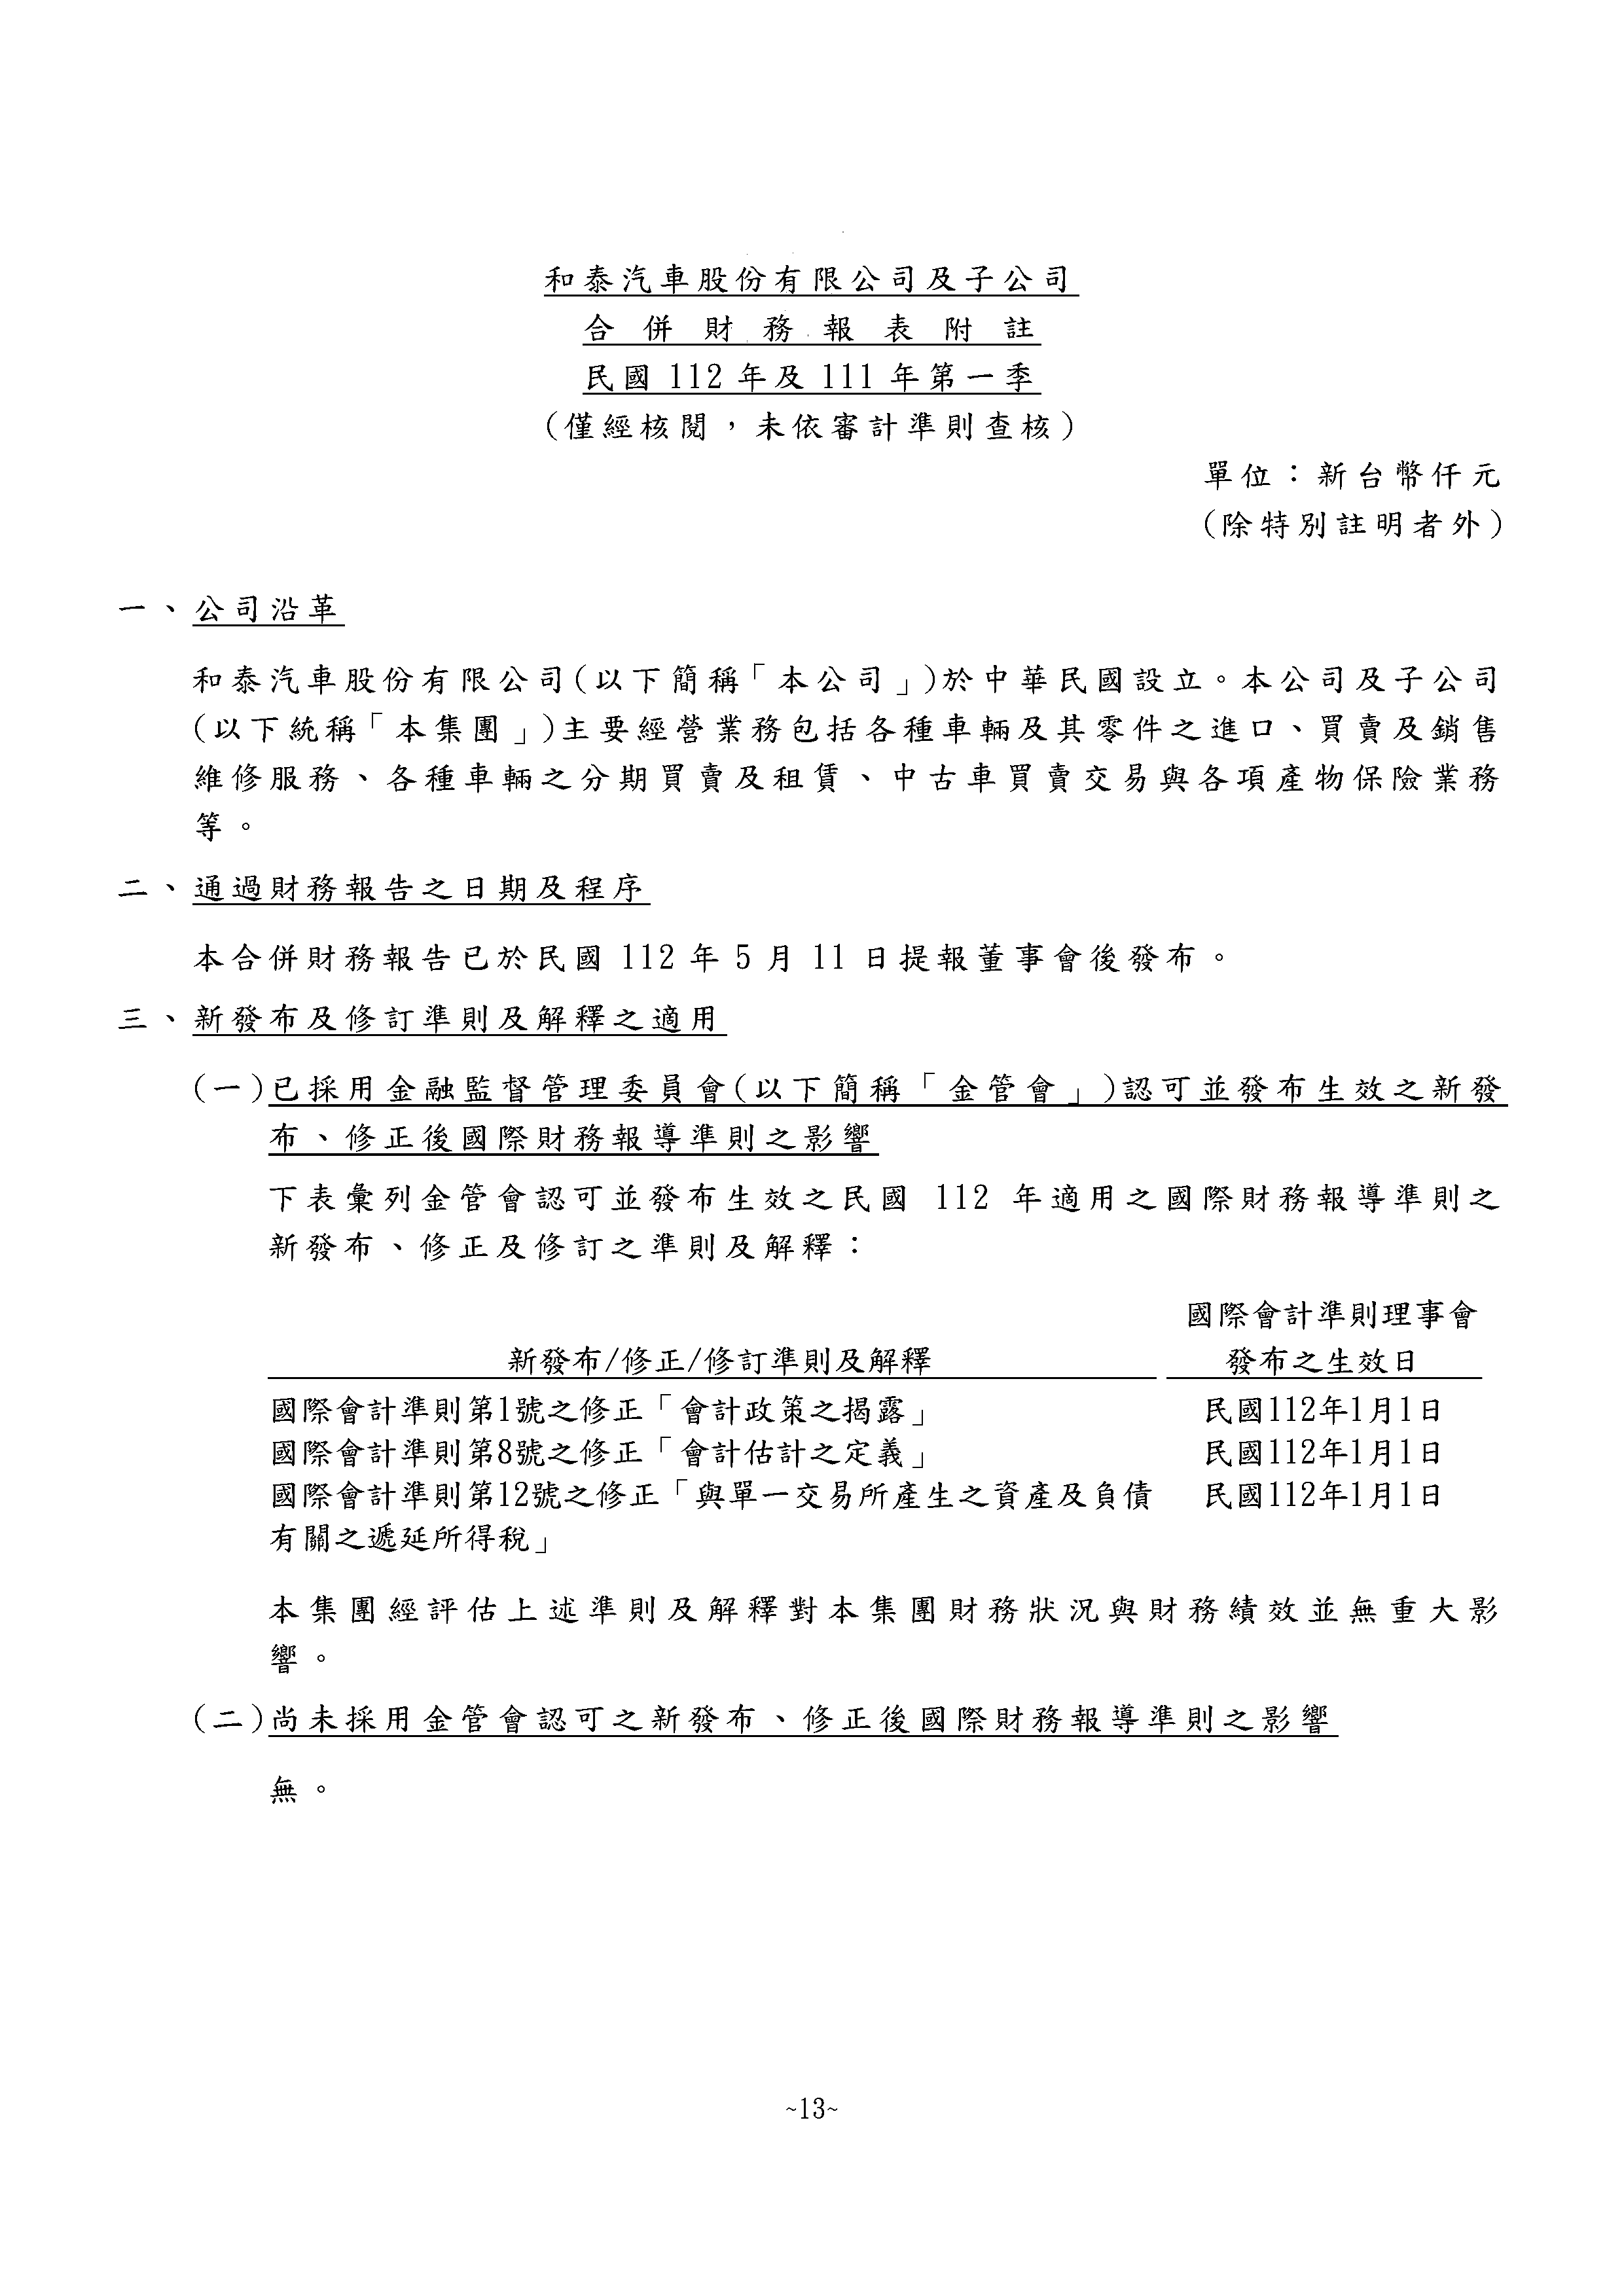 和泰汽車股份有限公司及子公司
合併財務報表附註
民國 112 年及 111 年第一季
(僅經核閱，未依審計準則查核)
單位：新台幣仟元
(除特別註明者外)
一、公司沿革
和泰汽車股份有限公司(以下簡稱「本公司」)於中華民國設立。本公司及子公司
(以下統稱「本集團」)主要經營業務包括各種車輛及其零件之進口、買賣及銷售
維修服務、各種車輛之分期買賣及租賃、中古車買賣交易與各項產物保險業務
等。
二、通過財務報告之日期及程序
本合併財務報告已於民國 112 年 5 月 11 日提報董事會後發布。
三、新發布及修訂準則及解釋之適用
(一)已採用金融監督管理委員會(以下簡稱「金管會」)認可並發布生效之新發
布、修正後國際財務報導準則之影響
下表彙列金管會認可並發布生效之民國 112 年適用之國際財務報導準則之
新發布、修正及修訂之準則及解釋：
國際會計準則理事會
新發布/修正/修訂準則及解釋 發布之生效日
國際會計準則第1號之修正「會計政策之揭露」 民國112年1月1日
國際會計準則第8號之修正「會計估計之定義」 民國112年1月1日
國際會計準則第12號之修正「與單一交易所產生之資產及負債 民國112年1月1日
有關之遞延所得稅」
本集團經評估上述準則及解釋對本集團財務狀況與財務績效並無重大影
響。
(二)尚未採用金管會認可之新發布、修正後國際財務報導準則之影響
無。
~13~